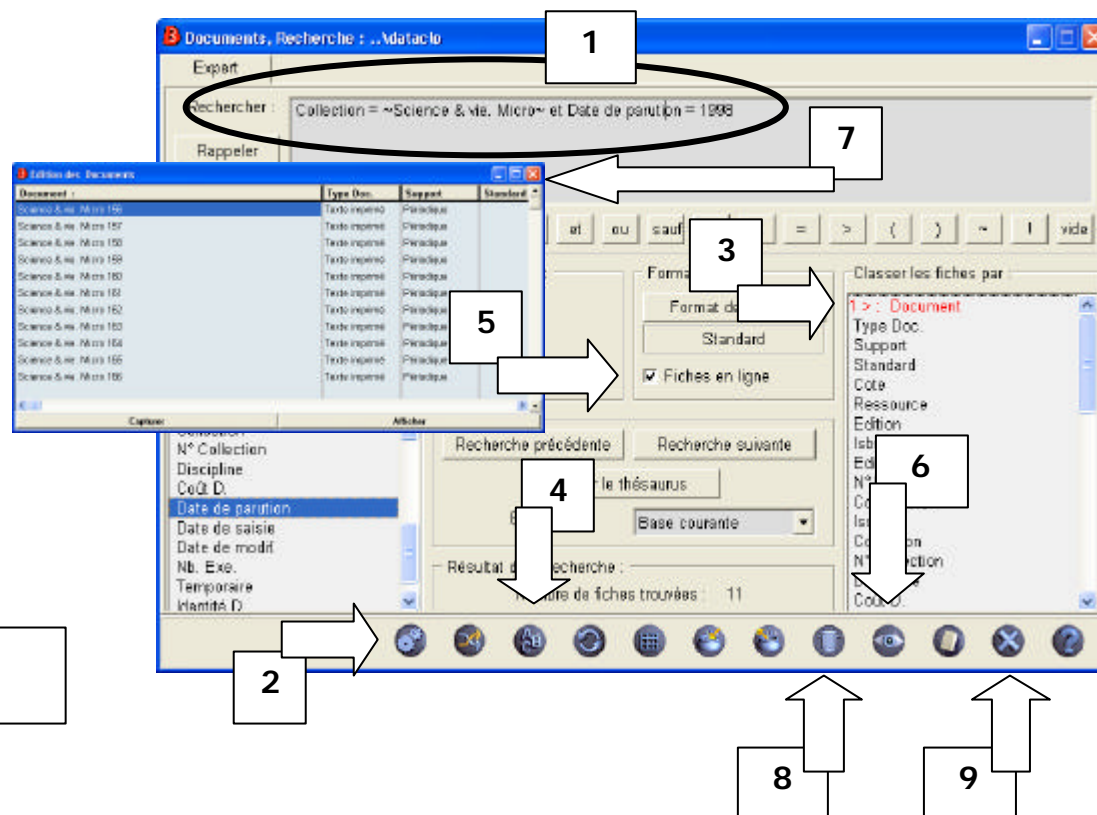 Documents, Recherche : ..\dataclo
1
Expert
Rechercher :
Collection = ~Science & vie. Micro~ et Date de parution = 1998
7
Rappeler
Edition des Documents
Document :
Type Doc.
Support
Standard
Science & vie. Micro 156
Texte imprimé
Périodique
Science & vie. Micro 157
Texte imprimé
Périodique
Science & vie. Micro 158
Texte imprimé
Périodique
Science & vie. Micro 159
Texte imprimé
Périodique
Science & vie. Micro 160
Texte imprimé
Périodique
Science & vie. Micro 161
Texte imprimé
Périodique
Science & vie. Micro 162
Texte imprimé
Périodique
Science & vie. Micro 163
Texte imprimé
Périodique
Science & vie. Micro 164
Texte imprimé
Périodique
Science & vie. Micro 165
Texte imprimé
Périodique
Science & vie. Micro 166
Texte imprimé
Périodique
Capturer
Afficher
et
ou
sauf
=
>
(
)
~
!
vide
3
5
Format de
Standard
Fiches en ligne
Classer les fiches par :
1 > : Document
Type Doc.
Support
Standard
Cote
Ressource
Edition
6
N° Collection
Discipline
Coût D.
Date de parution
Date de saisie
Date de modif
Nb. Exe.
Temporaire
Identité D.
Recherche précédente
Recherche suivante
4
le thésaurus
Base courante
Résultat
recherche :
Nombre de fiches trouvées : 11
Coût D.
2
8
9